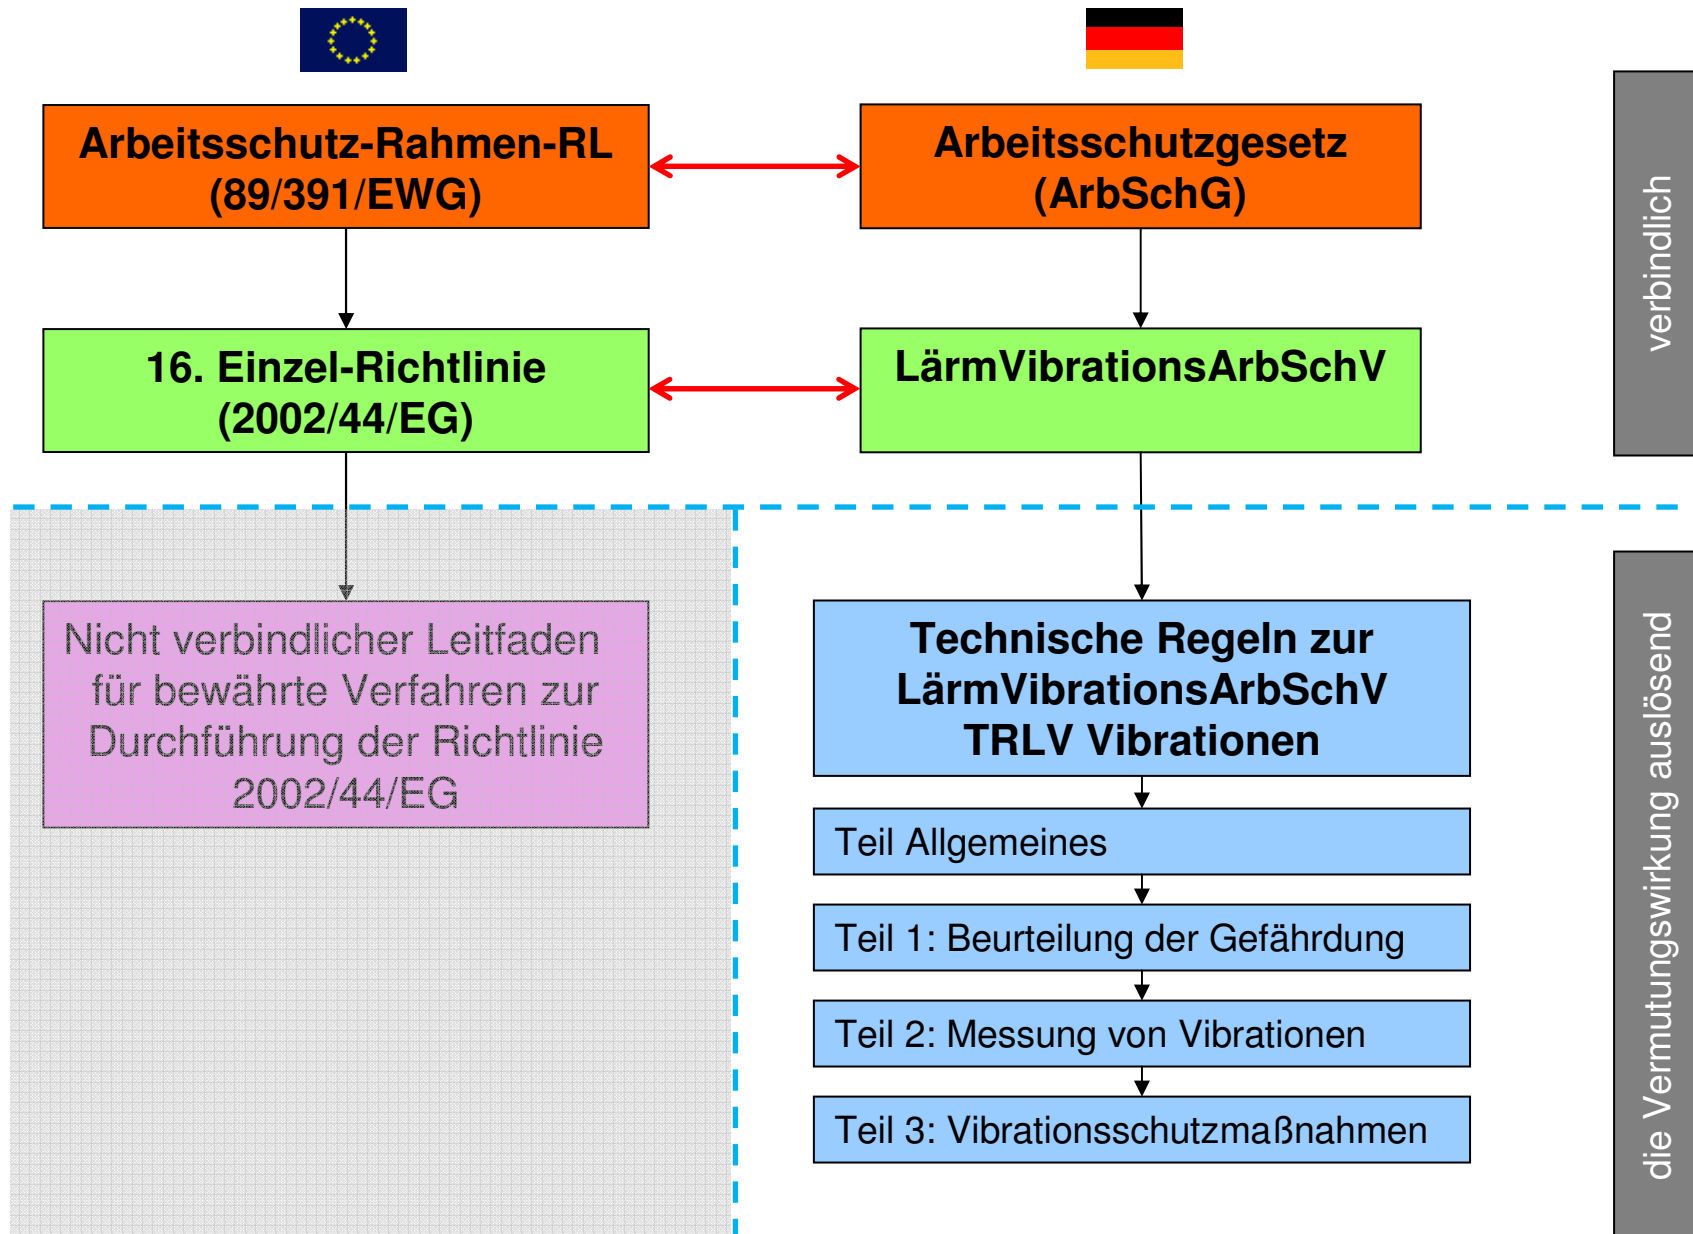 Arbeitsschutz-Rahmen-RL
(89/391/EWG)
Arbeitsschutzgesetz
(ArbSchG)
16. Einzel-Richtlinie
(2002/44/EG)
LärmVibrationsArbSchV
verbindlich
Nicht verbindlicher Leitfaden
für bewährte Verfahren zur
Durchführung der Richtlinie
2002/44/EG
Technische Regeln zur
LärmVibrationsArbSchV
TRLV Vibrationen
Teil Allgemeines
Teil 1: Beurteilung der Gefährdung
Teil 2: Messung von Vibrationen
Teil 3: Vibrationsschutzmaßnahmen
die Vermutungswirkung auslösend